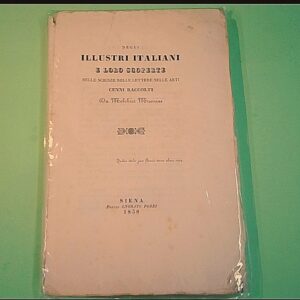 DEGLI
ILLUSTRI ITALIANI
E LORO SCOPERTE
NELLE SCIENZE NELLE LETTERE NELLE ARTI
CENNI RACCOLTI
Da Melchior Missirini
SIENA
PRESSO ONORATO PORRI
1838